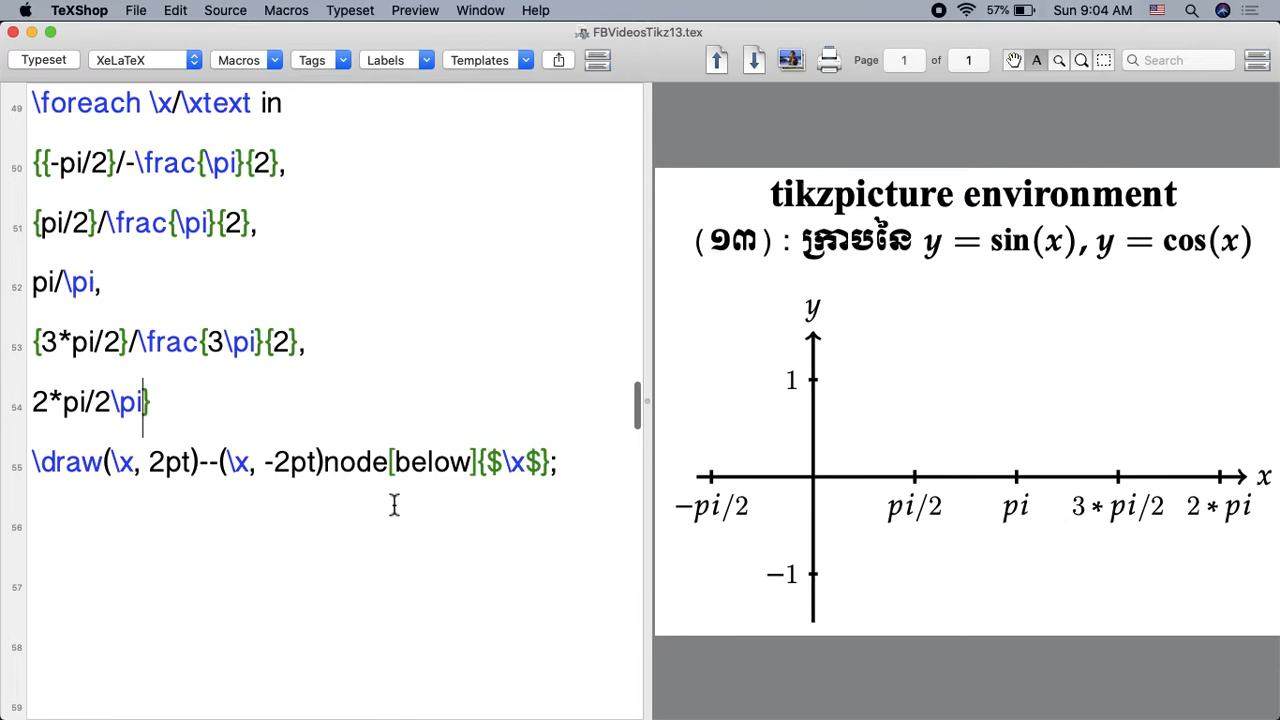 TeXShop File Edit Source Macros Typeset Preview Window Help 57% Sun 9:04 AM
FBVideosTikz13.tex
Typeset XeLaTeX Macros Tags Labels Templates Page 1 of 1 Search
49 \foreach \x/\xtext in
50 {{-pi/2}/-\frac{\pi}{2},
51 {pi/2}/\frac{\pi}{2},
52 pi/\pi,
53 {3*pi/2}/\frac{3\pi}{2},
54 2*pi/2\pi}
55 \draw(\x, 2pt)--(\x, -2pt)node[below]{$\x$};
56
57
58
59
tikzpicture environment
(១៣) : ក្រាបនៃ y = sin(x), y = cos(x)
y
1
x
−pi/2 pi/2 pi 3 * pi/2 2 * pi
−1